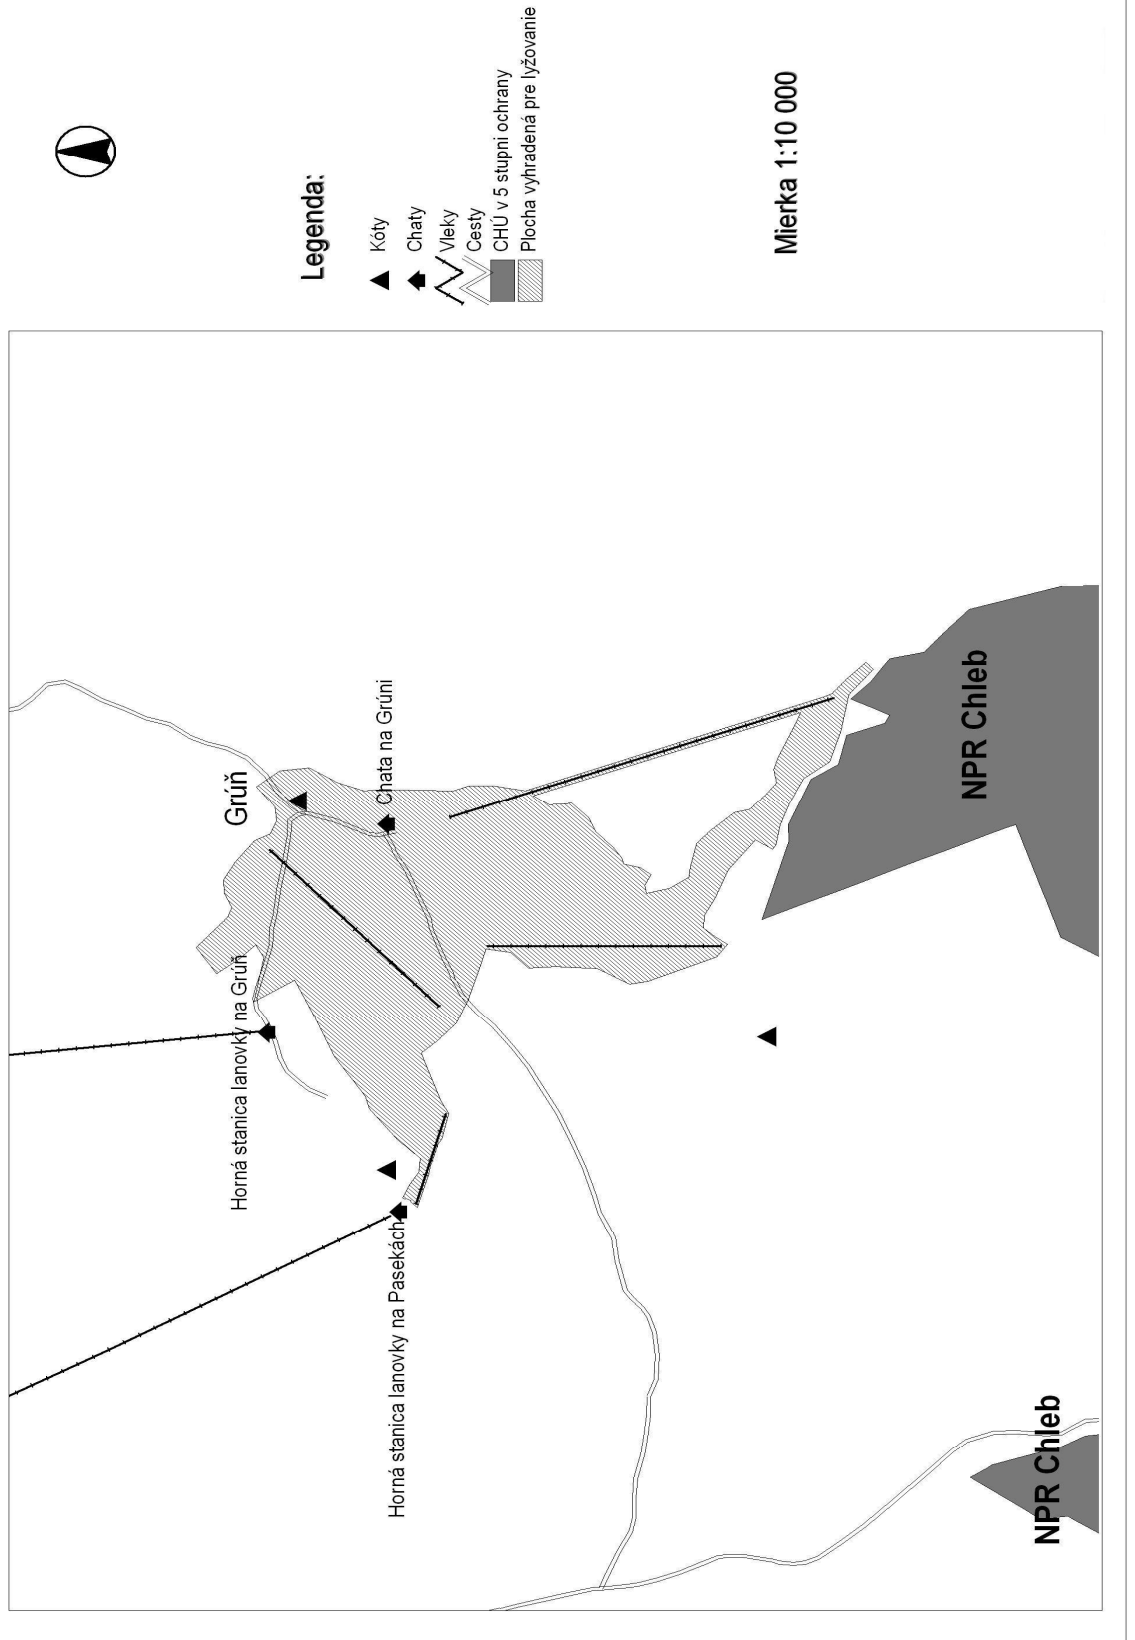 Grúň
Horná stanica lanovky na Grúň
Chata na Grúni
Horná stanica lanovky na Pasekách
NPR Chleb
NPR Chleb
Legenda:
Kóty
Chaty
Vleky
Cesty
CHÚ v 5 stupni ochrany
Plocha vyhradená pre lyžovanie
Mierka 1:10 000